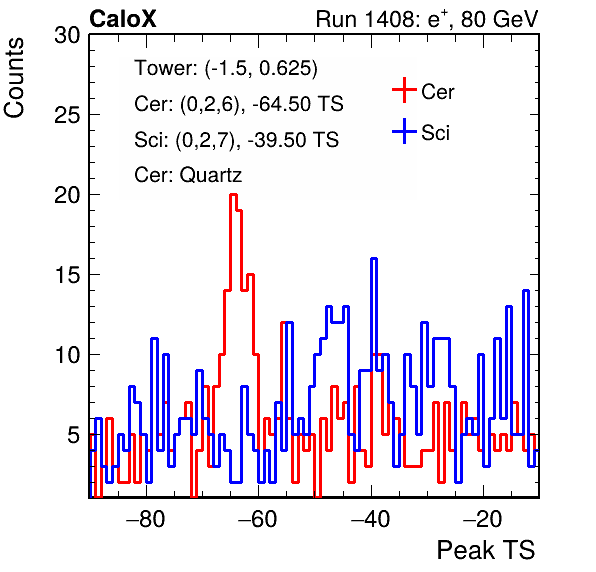 CaloX Run 1408: e⁺, 80 GeV
Counts
30
25
20
15
10
5
Tower: (-1.5, 0.625)
Cer: (0,2,6), -64.50 TS
Sci: (0,2,7), -39.50 TS
Cer: Quartz
Cer
Sci
−80 −60 −40 −20
Peak TS